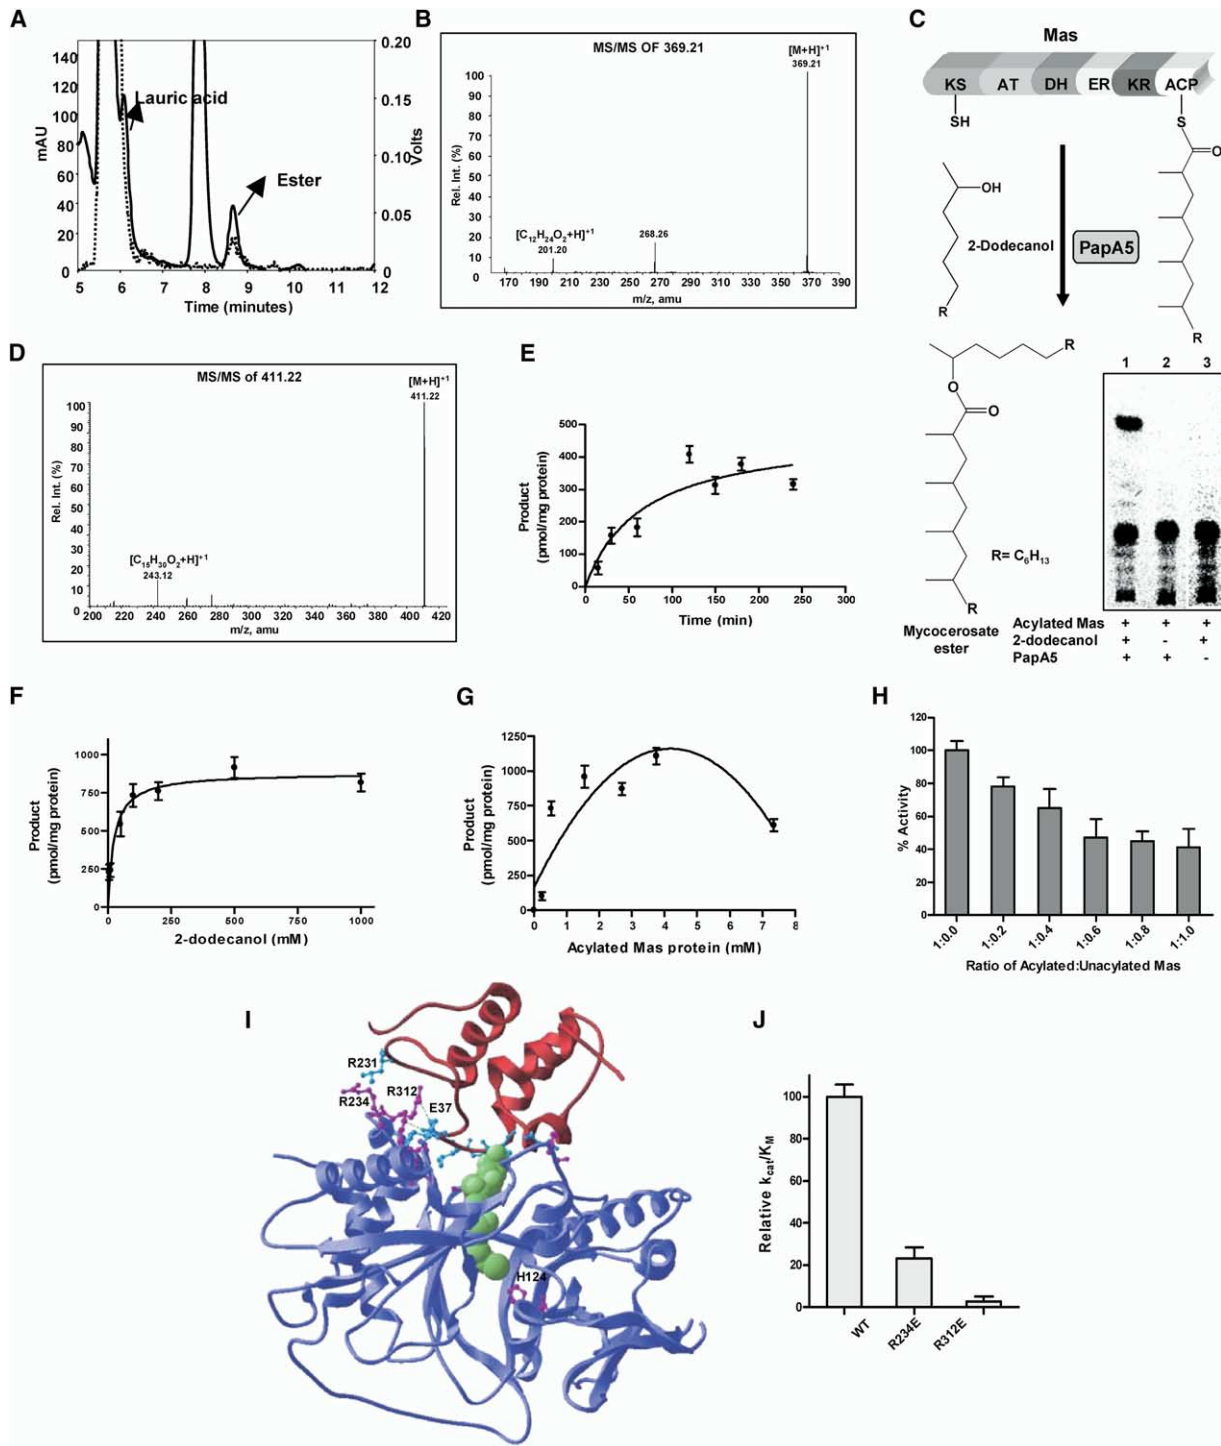 A
140
120
100
80
60
40
20
0
mAU
Lauric acid
Ester
0.20
0.15
0.10
0.05
0
Volts
5 6 7 8 9 10 11 12
Time (minutes)
B
MS/MS OF 369.21
[M+H]+1
369.21
100
90
80
70
60
50
40
30
20
10
0
Rel. Int. (%)
[C12H24O2+H]+1
201.20
268.26
170 190 210 230 250 270 290 310 330 350 370 390
m/z, amu
C
Mas
KS AT DH ER KR ACP
SH
S
O
OH
2-Dodecanol
PapA5
R
R
R
O
O
R= C6H13
R
Mycocerosate
ester
1 2 3
Acylated Mas + + +
2-dodecanol + - +
PapA5 + + -
D
MS/MS of 411.22
[M+H]+1
411.22
100
90
80
70
60
50
40
30
20
10
0
Rel. Int. (%)
[C15H30O2+H]+1
243.12
200 220 240 260 280 300 320 340 360 380 400 420
m/z, amu
E
500
400
300
200
100
0
Product
(pmol/mg protein)
0 50 100 150 200 250 300
Time (min)
F
1000
750
500
250
0
Product
(pmol/mg protein)
0 250 500 750 1000
2-dodecanol (mM)
G
1250
1000
750
500
250
0
Product
(pmol/mg protein)
0 1 2 3 4 5 6 7 8
Acylated Mas protein (mM)
H
120
100
80
60
40
20
0
% Activity
1:0.0 1:0.2 1:0.4 1:0.6 1:0.8 1:1.0
Ratio of Acylated:Unacylated Mas
I
R231
R234
R312
E37
H124
J
100
80
60
40
20
0
Relative kcat/KM
WT R234E R312E